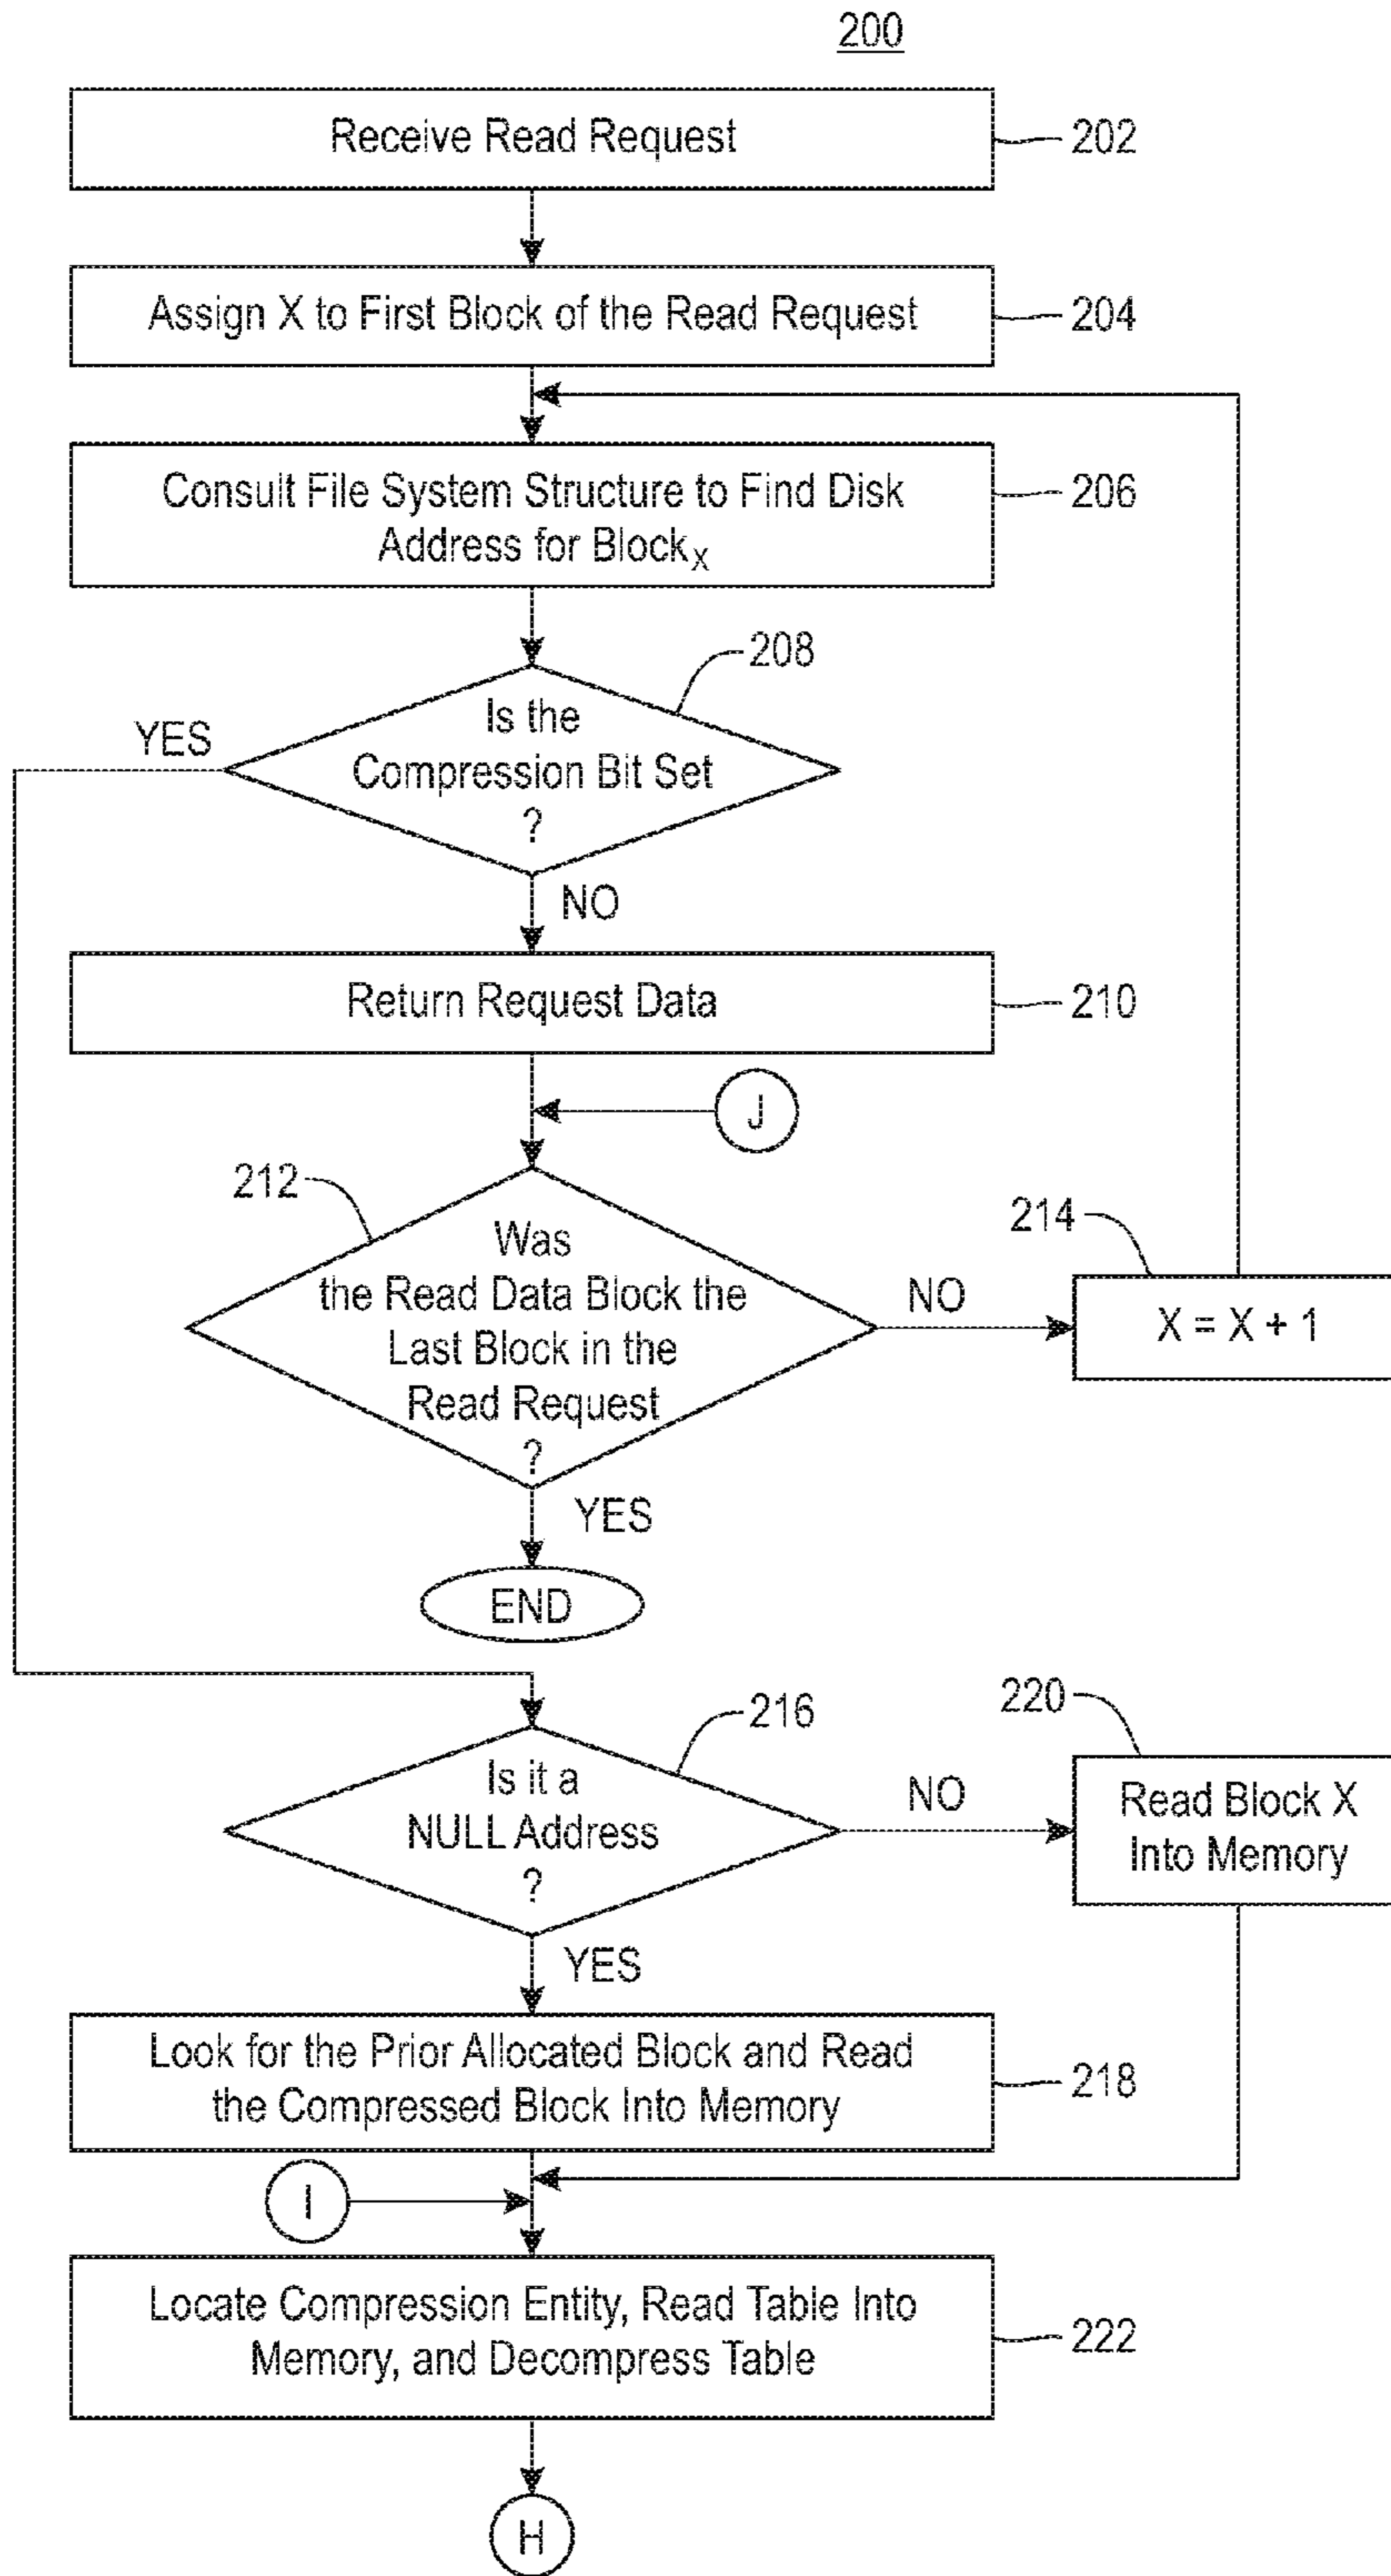 200
Receive Read Request
202
Assign X to First Block of the Read Request
204
Consult File System Structure to Find Disk
Address for BlockX
206
208
Is the
Compression Bit Set
?
YES
NO
Return Request Data
210
J
212
Was
the Read Data Block the
Last Block in the
Read Request
?
NO
214
X = X + 1
YES
END
216
Is it a
NULL Address
?
NO
220
Read Block X
Into Memory
YES
Look for the Prior Allocated Block and Read
the Compressed Block Into Memory
218
I
Locate Compression Entity, Read Table Into
Memory, and Decompress Table
222
H